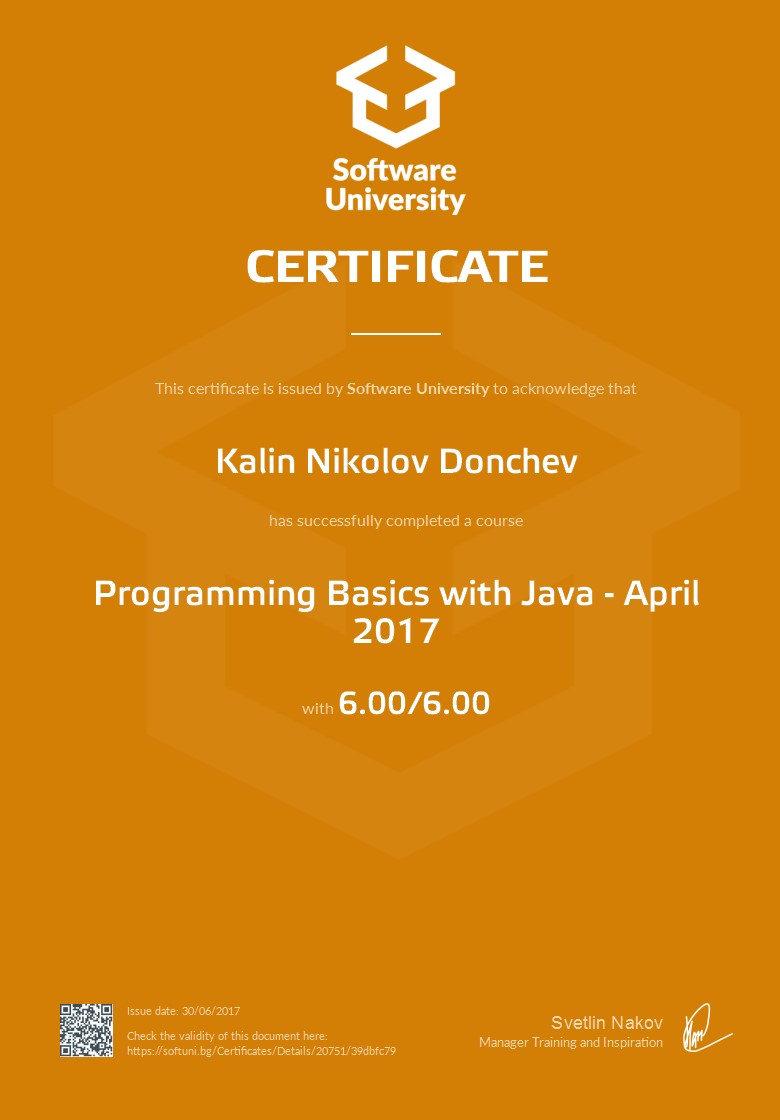 Software
University
CERTIFICATE
This certificate is issued by Software University to acknowledge that
Kalin Nikolov Donchev
has successfully completed a course
Programming Basics with Java - April
2017
with 6.00/6.00
Issue date: 30/06/2017
Check the validity of this document here:
https://softuni.bg/Certificates/Details/20751/39dbfc79
Svetlin Nakov
Manager Training and Inspiration